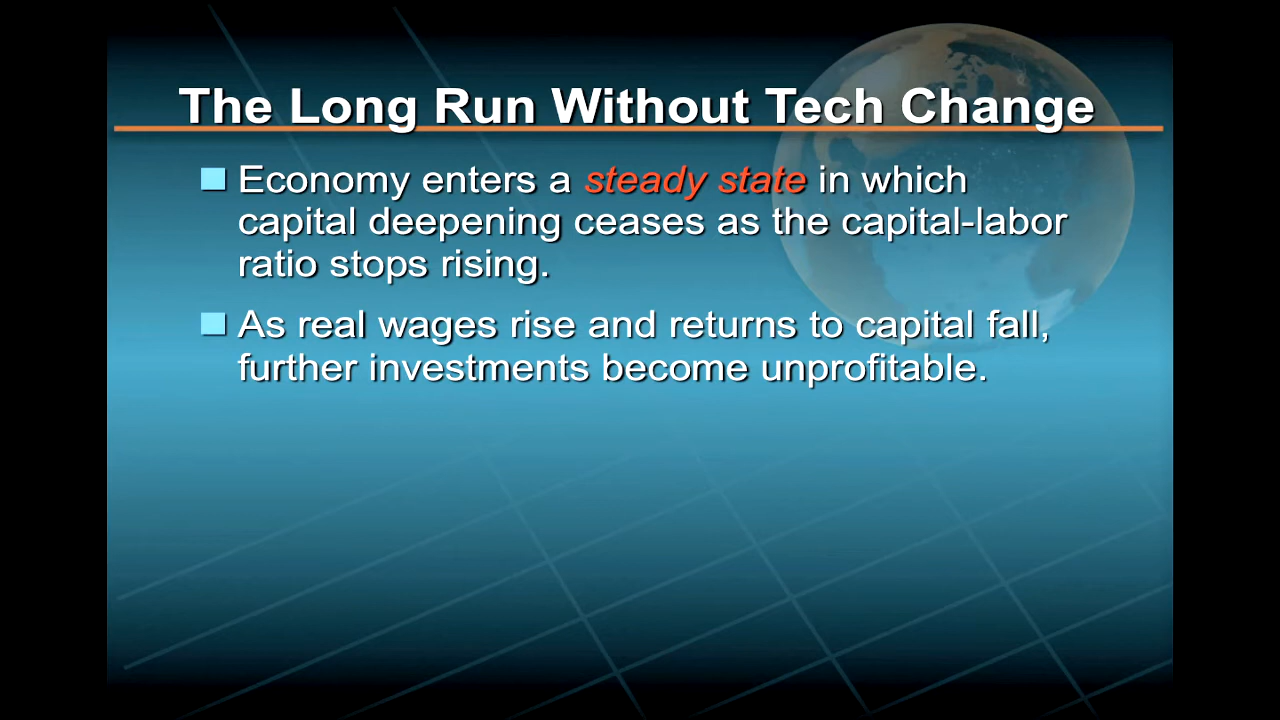 The Long Run Without Tech Change
Economy enters a steady state in which
capital deepening ceases as the capital-labor
ratio stops rising.
As real wages rise and returns to capital fall,
further investments become unprofitable.